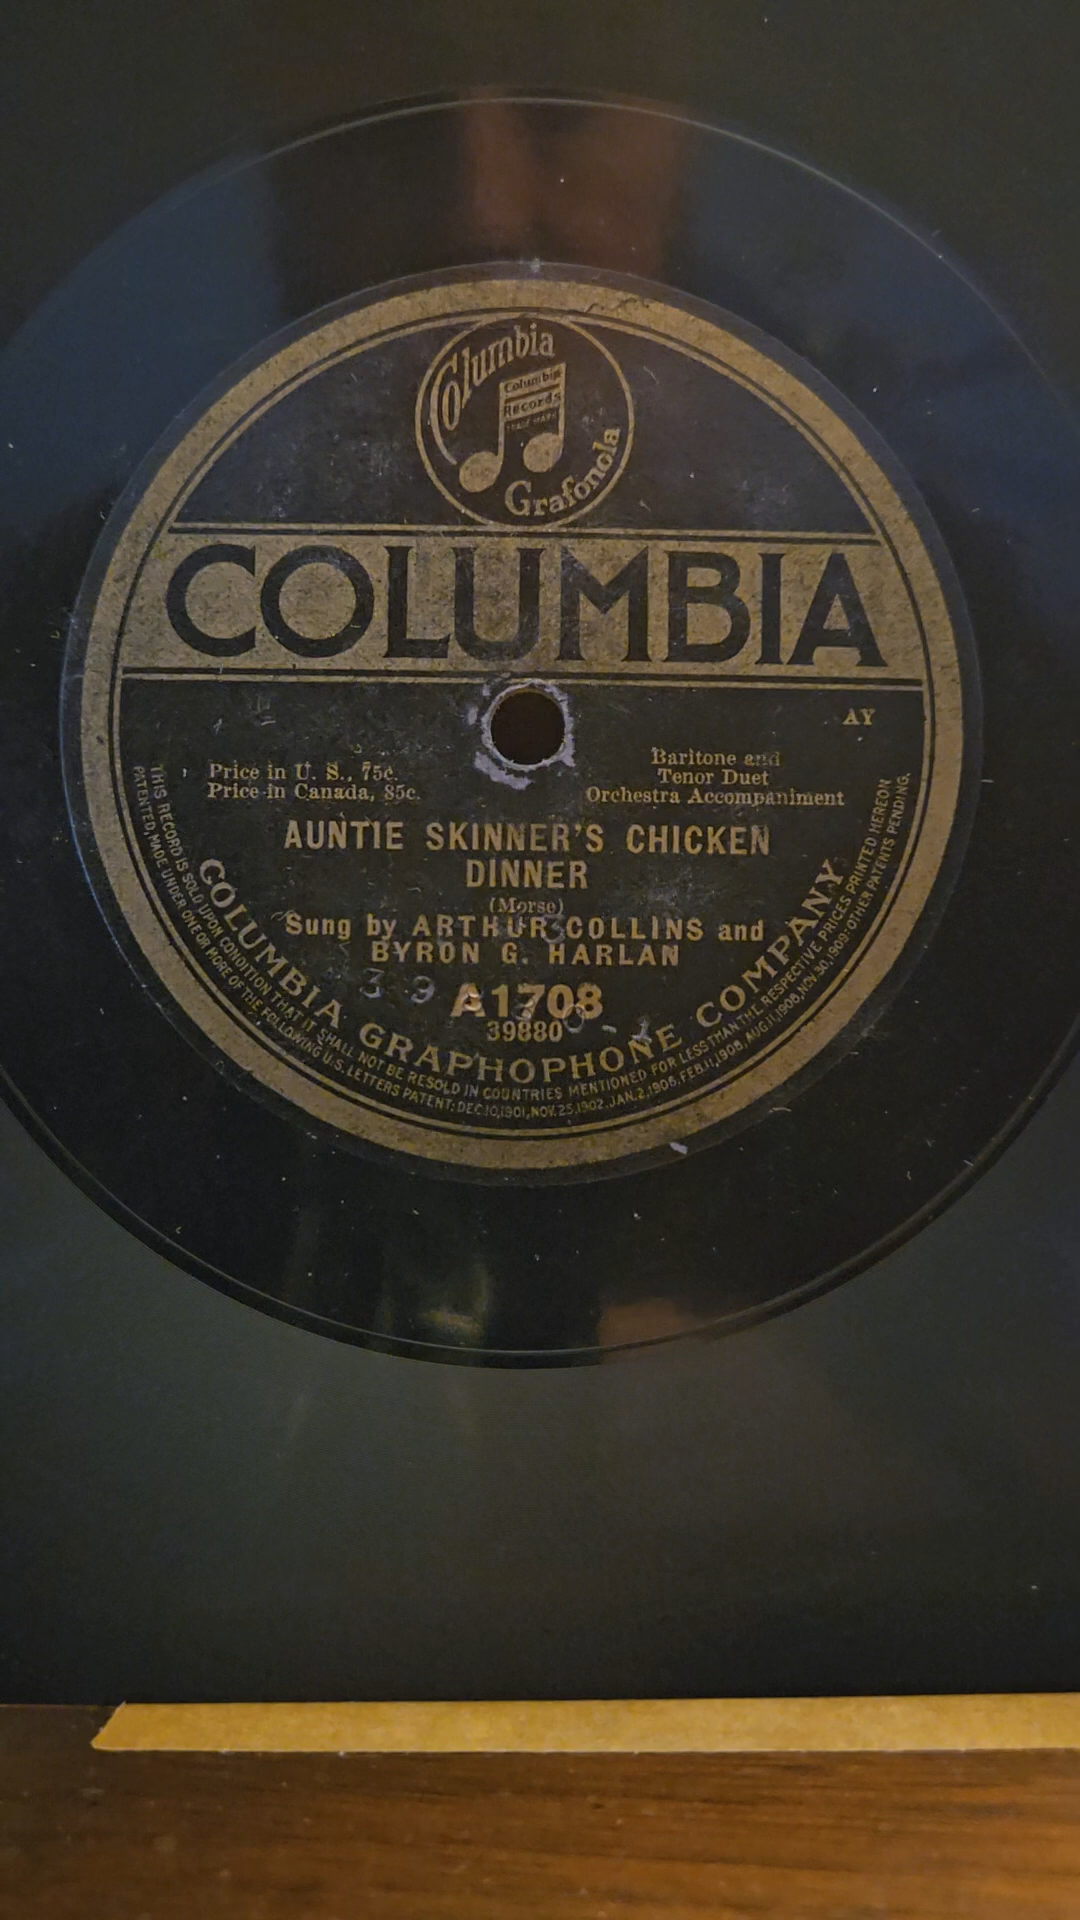 Columbia
Columbia
Records
TRADE MARK
Grafonola
COLUMBIA
AY
Price in U. S., 75c.
Price in Canada, 85c.
Baritone and
Tenor Duet
Orchestra Accompaniment
AUNTIE SKINNER'S CHICKEN
DINNER
(Morse)
Sung by ARTHUR COLLINS and
BYRON G. HARLAN
A1708
39880
COLUMBIA GRAPHOPHONE COMPANY
THIS RECORD IS SOLD UPON CONDITION THAT IT SHALL NOT BE RESOLD IN COUNTRIES MENTIONED FOR LESS THAN THE RESPECTIVE PRICES PRINTED HEREON
PATENTED, MADE UNDER ONE OR MORE OF THE FOLLOWING U.S. LETTERS PATENT: DEC.10,1901, NOV.25,1902. JAN.2,1906. FEB.11,1908, AUG.11,1908, NOV.30,1909. OTHER PATENTS PENDING.